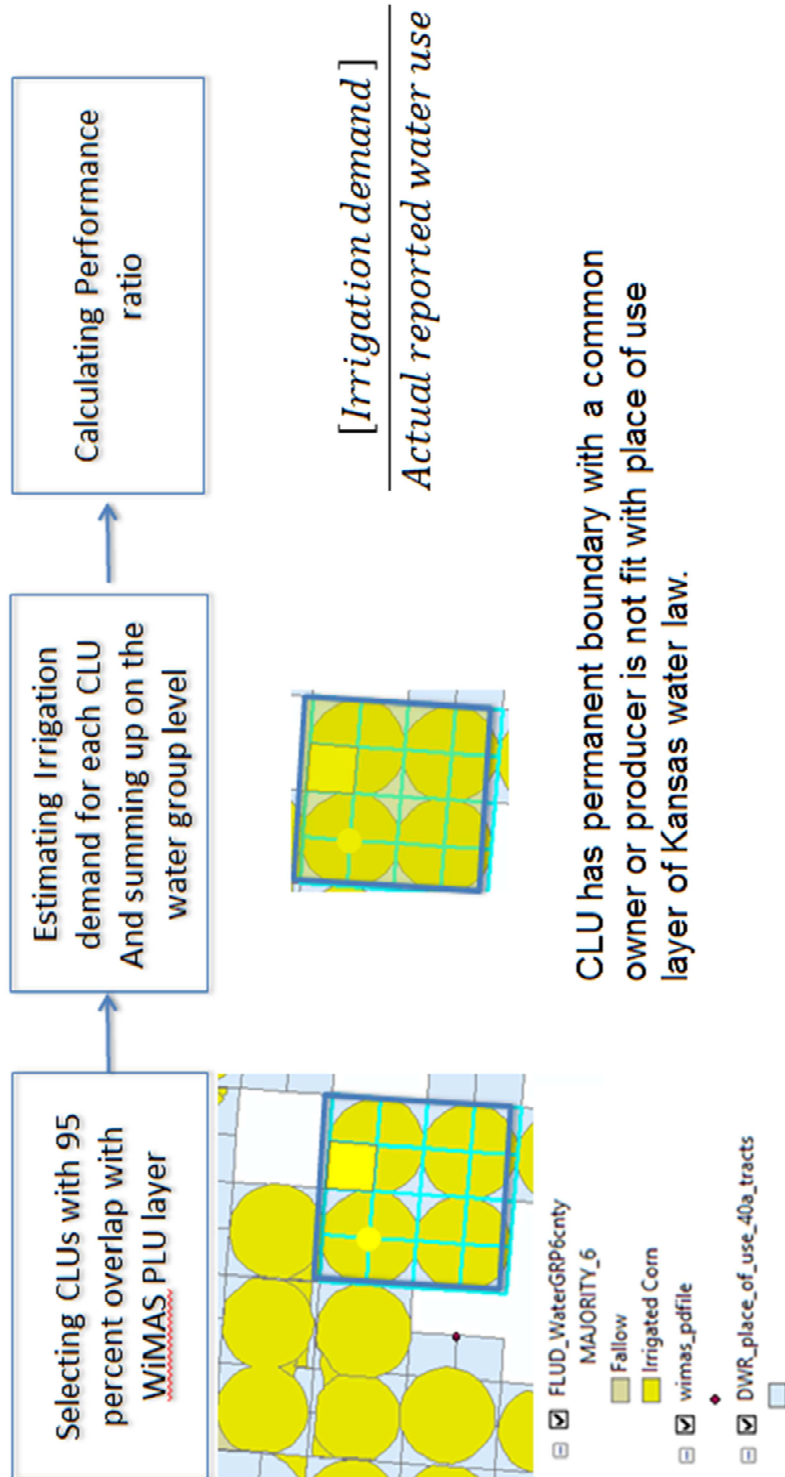 Selecting CLUs with 95
percent overlap with
WiMAS PLU layer
Estimating Irrigation
demand for each CLU
And summing up on the
water group level
Calculating Performance
ratio
[Irrigation demand]
Actual reported water use
FLUD_WaterGRP6cnty
MAJORITY_6
Fallow
Irrigated Corn
wimas_pdfile
DWR_place_of_use_40a_tracts
CLU has permanent boundary with a common
owner or producer is not fit with place of use
layer of Kansas water law.